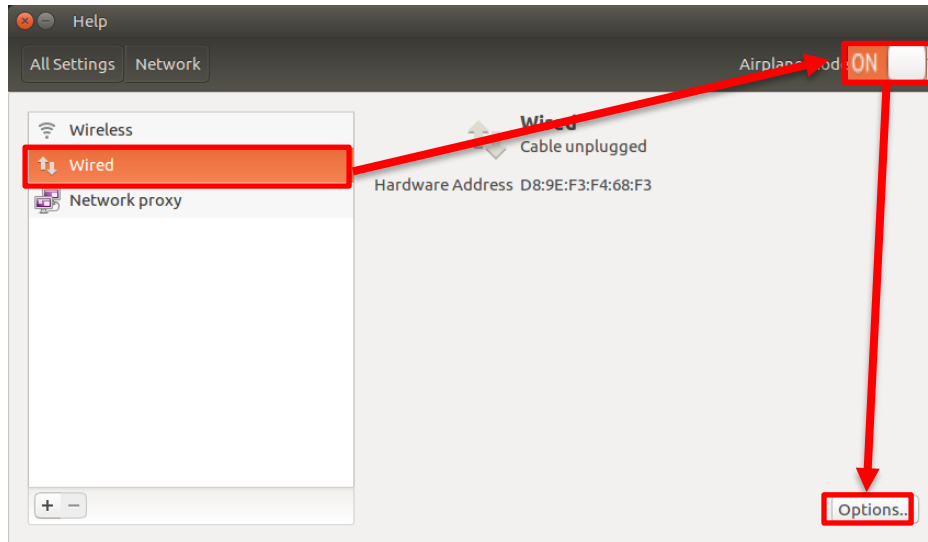 Help
All Settings Network Airplane Mode ON
Wireless
Wired
Network proxy
Wired
Cable unplugged
Hardware Address D8:9E:F3:F4:68:F3
+ −
Options...